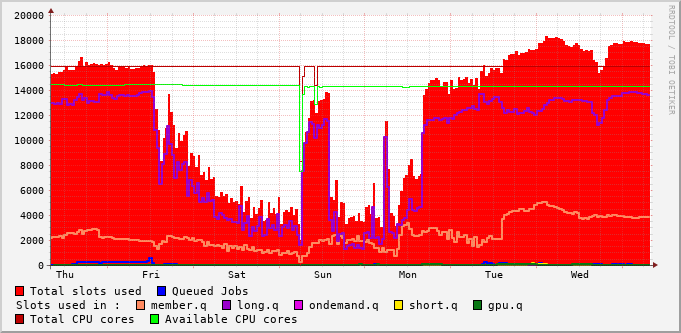 20000
18000
16000
14000
12000
10000
8000
6000
4000
2000
0
Thu Fri Sat Sun Mon Tue Wed
RRDTOOL / TOBI OETIKER
Total slots used Queued Jobs
Slots used in : member.q long.q ondemand.q short.q gpu.q
Total CPU cores Available CPU cores